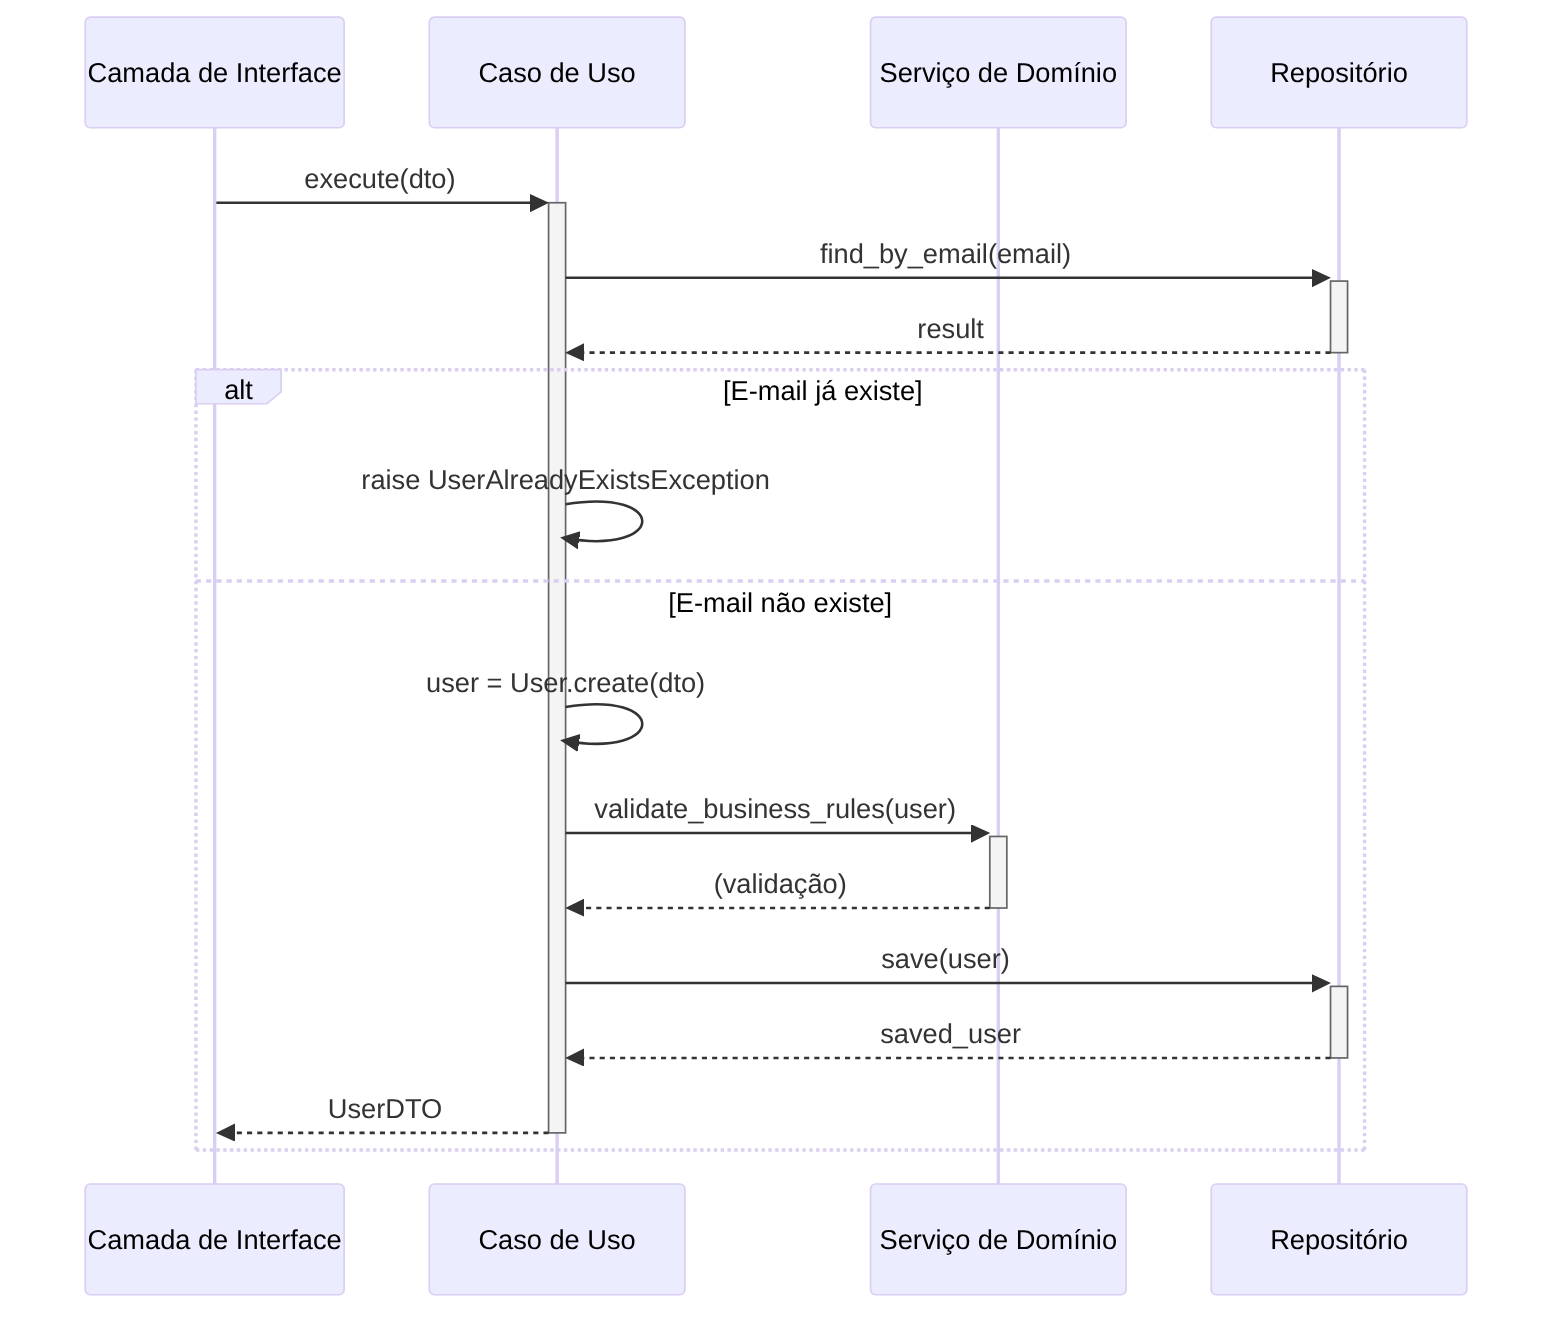 Camada de Interface
Caso de Uso
Serviço de Domínio
Repositório
execute(dto)
find_by_email(email)
result
alt
[E-mail já existe]
raise UserAlreadyExistsException
[E-mail não existe]
user = User.create(dto)
validate_business_rules(user)
(validação)
save(user)
saved_user
UserDTO
Camada de Interface
Caso de Uso
Serviço de Domínio
Repositório